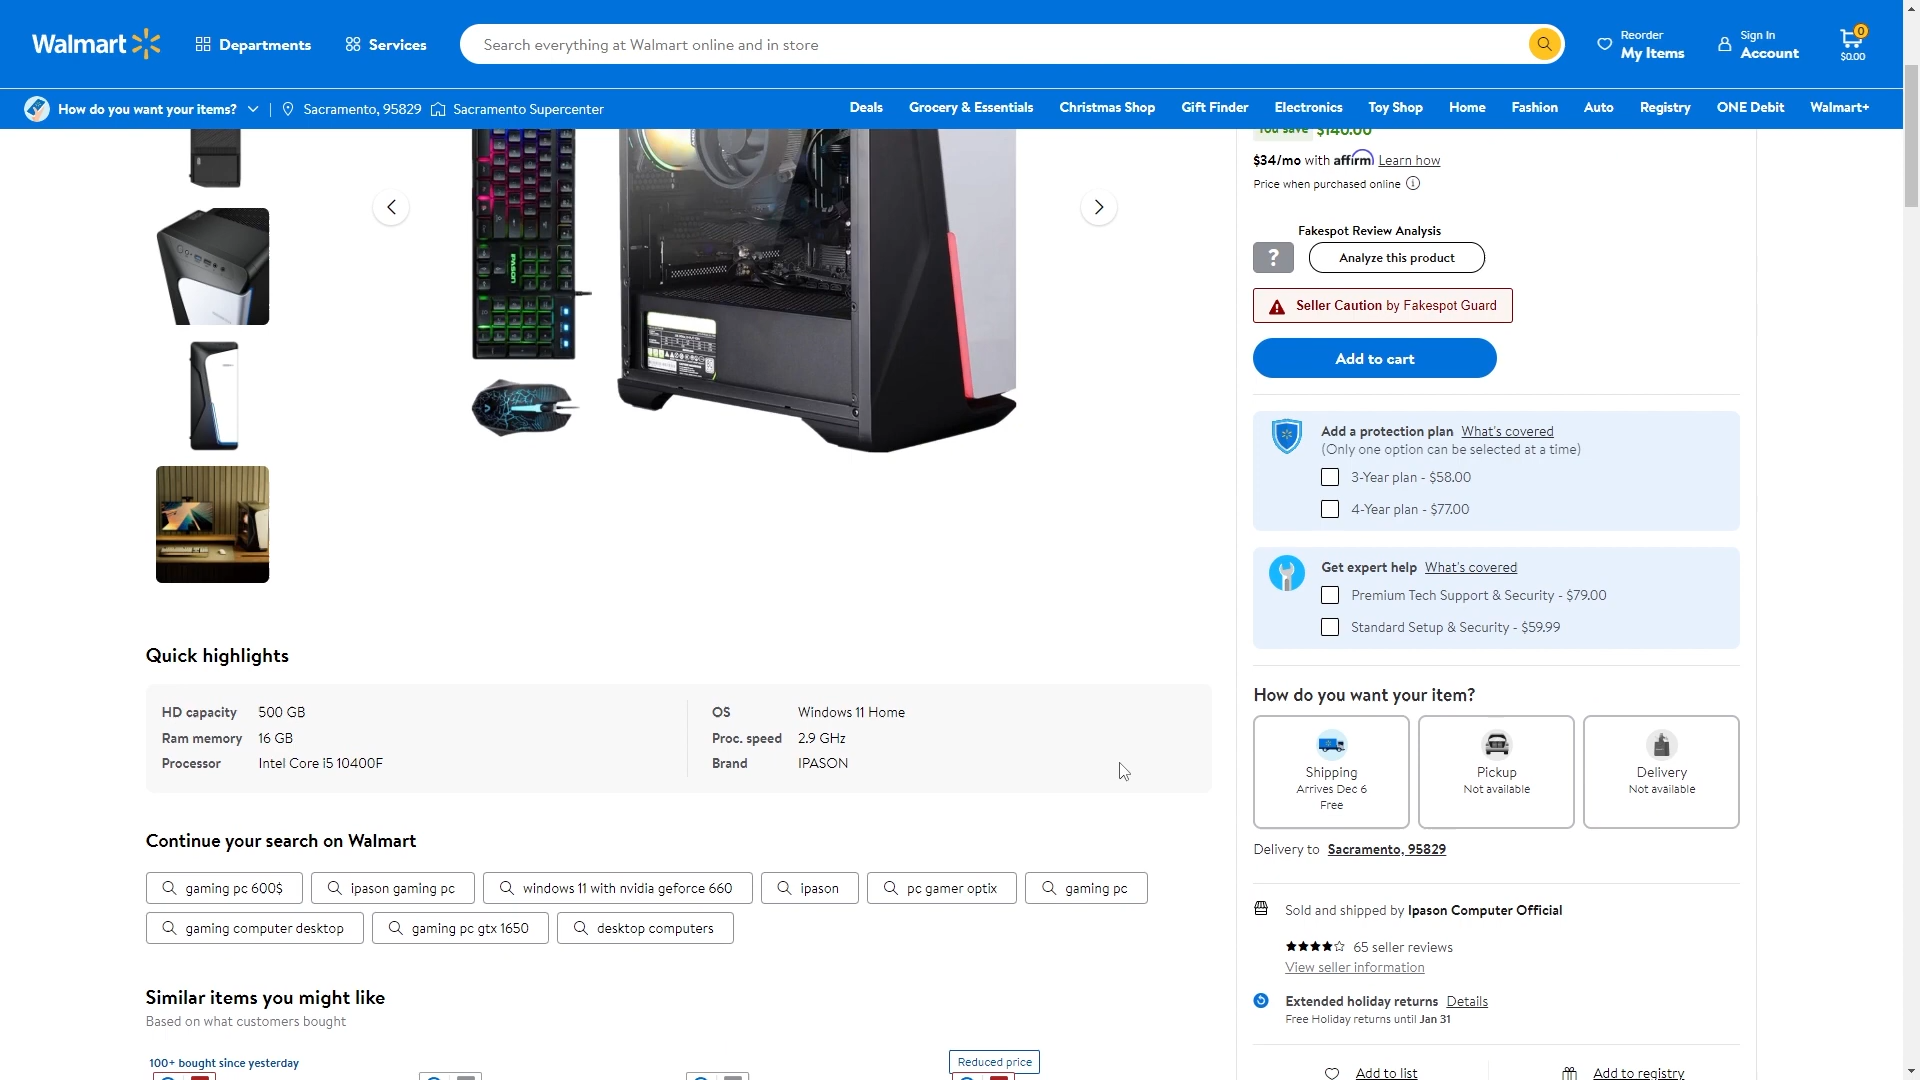 Walmart
Departments
Services
Search everything at Walmart online and in store
Reorder
My Items
Sign In
Account
0
$0.00
How do you want your items?
Sacramento, 95829
Sacramento Supercenter
Deals
Grocery & Essentials
Christmas Shop
Gift Finder
Electronics
Toy Shop
Home
Fashion
Auto
Registry
ONE Debit
Walmart+
You save $140.00
$34/mo with affirm Learn how
Price when purchased online
Fakespot Review Analysis
?
Analyze this product
Seller Caution by Fakespot Guard
Add to cart
Add a protection plan What's covered
(Only one option can be selected at a time)
3-Year plan - $58.00
4-Year plan - $77.00
Get expert help What's covered
Premium Tech Support & Security - $79.00
Standard Setup & Security - $59.99
How do you want your item?
Shipping
Arrives Dec 6
Free
Pickup
Not available
Delivery
Not available
Delivery to Sacramento, 95829
Sold and shipped by Ipason Computer Official
65 seller reviews
View seller information
Extended holiday returns Details
Free Holiday returns until Jan 31
Add to list
Add to registry
IPASON
Quick highlights
HD capacity 500 GB
Ram memory 16 GB
Processor Intel Core i5 10400F
OS Windows 11 Home
Proc. speed 2.9 GHz
Brand IPASON
Continue your search on Walmart
gaming pc 600$
ipason gaming pc
windows 11 with nvidia geforce 660
ipason
pc gamer optix
gaming pc
gaming computer desktop
gaming pc gtx 1650
desktop computers
Similar items you might like
Based on what customers bought
100+ bought since yesterday
Reduced price